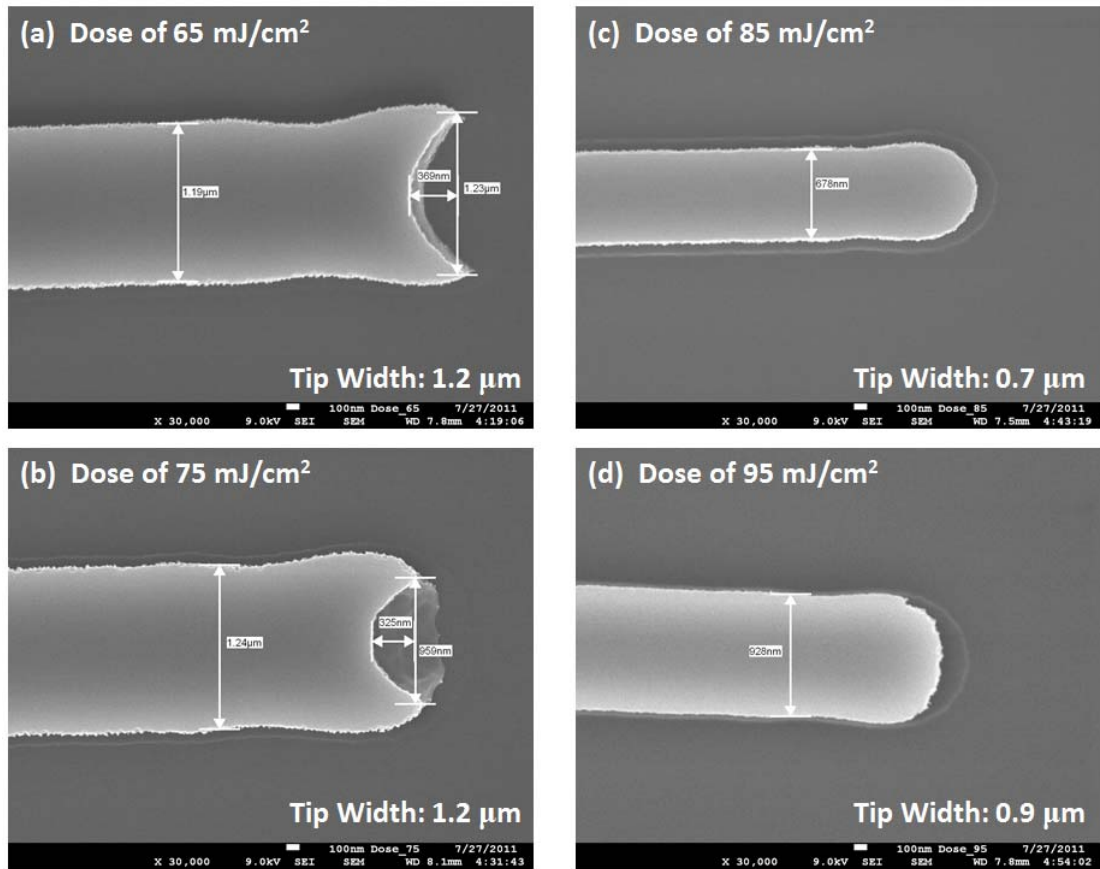 (a) Dose of 65 mJ/cm²
369nm
1.19µm
1.23µm
Tip Width: 1.2 µm
100nm Dose_65 7/27/2011
X 30,000 9.0kV SEI SEM WD 7.8mm 4:19:06
(b) Dose of 75 mJ/cm²
325nm
1.24µm
959nm
Tip Width: 1.2 µm
100nm Dose_75 7/27/2011
X 30,000 9.0kV SEI SEM WD 8.1mm 4:31:43
(c) Dose of 85 mJ/cm²
678nm
Tip Width: 0.7 µm
100nm Dose_85 7/27/2011
X 30,000 9.0kV SEI SEM WD 7.5mm 4:43:19
(d) Dose of 95 mJ/cm²
928nm
Tip Width: 0.9 µm
100nm Dose_95 7/27/2011
X 30,000 9.0kV SEI SEM WD 7.8mm 4:54:02